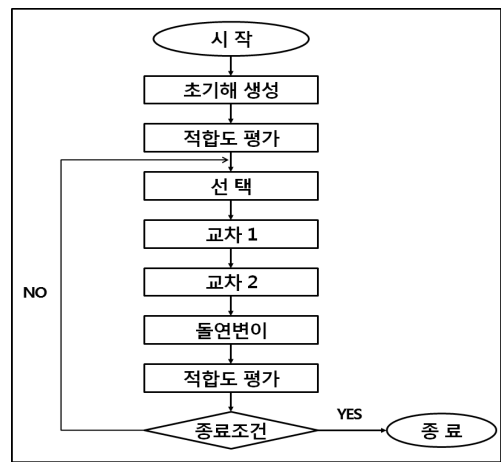 시 작
초기해 생성
적합도 평가
선 택
교차 1
교차 2
NO
돌연변이
적합도 평가
종료조건
YES
종 료